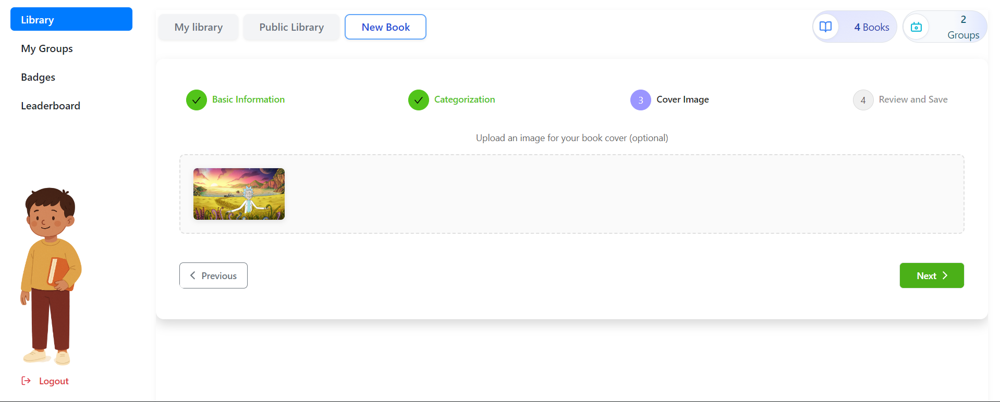 Library
My Groups
Badges
Leaderboard
Logout
My library
Public Library
New Book
4 Books
2
Groups
Basic Information
Categorization
3 Cover Image
4 Review and Save
Upload an image for your book cover (optional)
Previous
Next